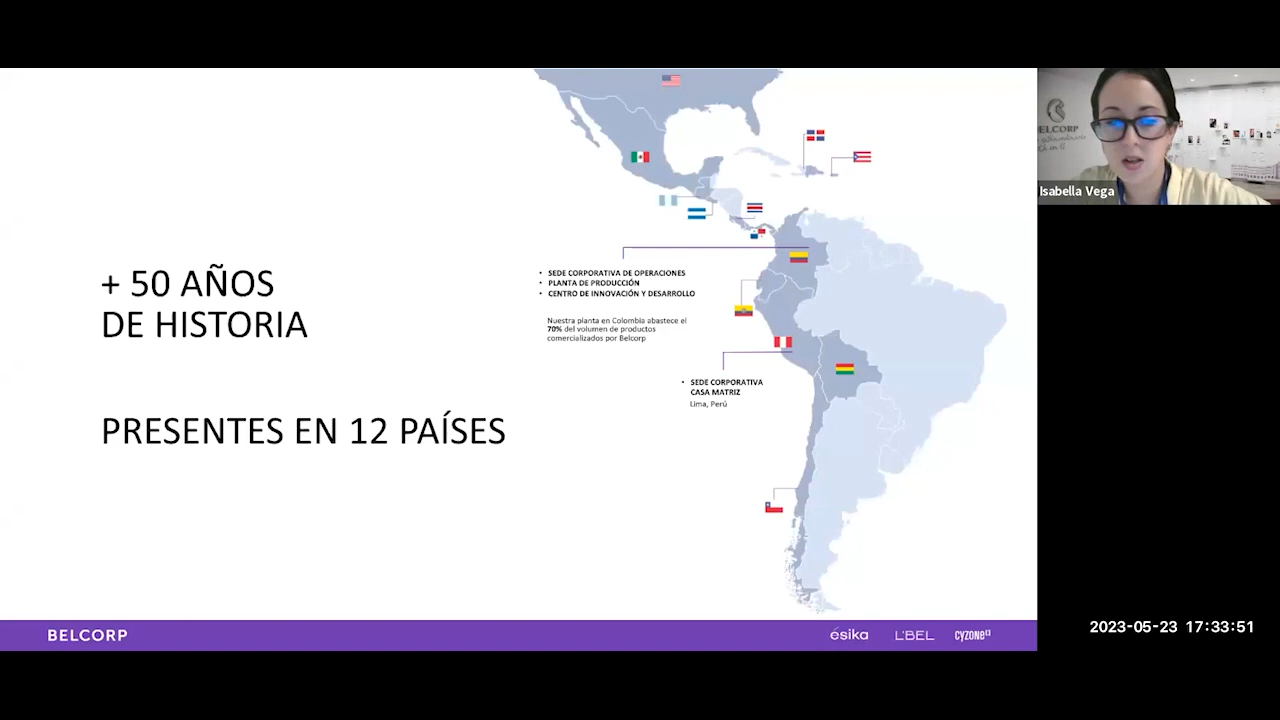 + 50 AÑOS
DE HISTORIA
PRESENTES EN 12 PAÍSES
• SEDE CORPORATIVA DE OPERACIONES
• PLANTA DE PRODUCCIÓN
• CENTRO DE INNOVACIÓN Y DESARROLLO
Nuestra planta en Colombia abastece el
70% del volumen de productos
comercializados por Belcorp
• SEDE CORPORATIVA
CASA MATRIZ
Lima, Perú
BELCORP
ésika
L'BEL
cyzone
BELCORP
Isabella Vega
2023-05-23 17:33:51